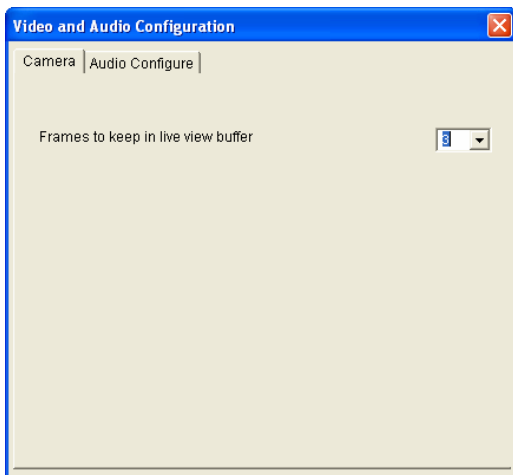 Video and Audio Configuration
Camera
Audio Configure
Frames to keep in live view buffer
3